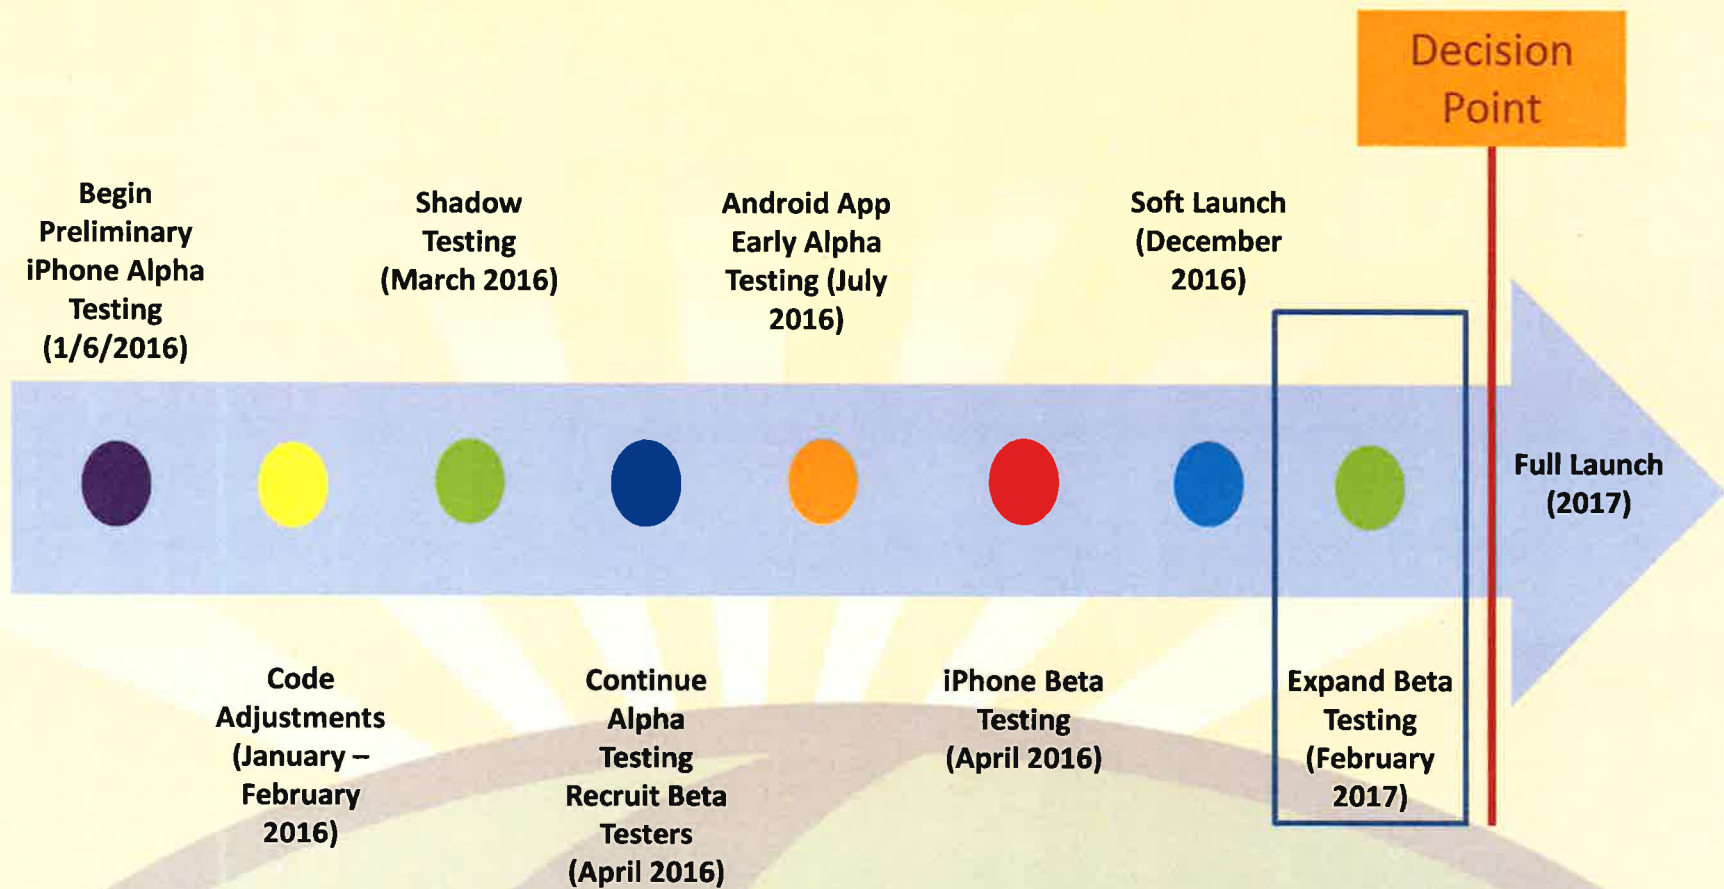 Decision
Point
Begin
Preliminary
iPhone Alpha
Testing
(1/6/2016)
Shadow
Testing
(March 2016)
Android App
Early Alpha
Testing (July
2016)
Soft Launch
(December
2016)
Full Launch
(2017)
Code
Adjustments
(January –
February
2016)
Continue
Alpha
Testing
Recruit Beta
Testers
(April 2016)
iPhone Beta
Testing
(April 2016)
Expand Beta
Testing
(February
2017)